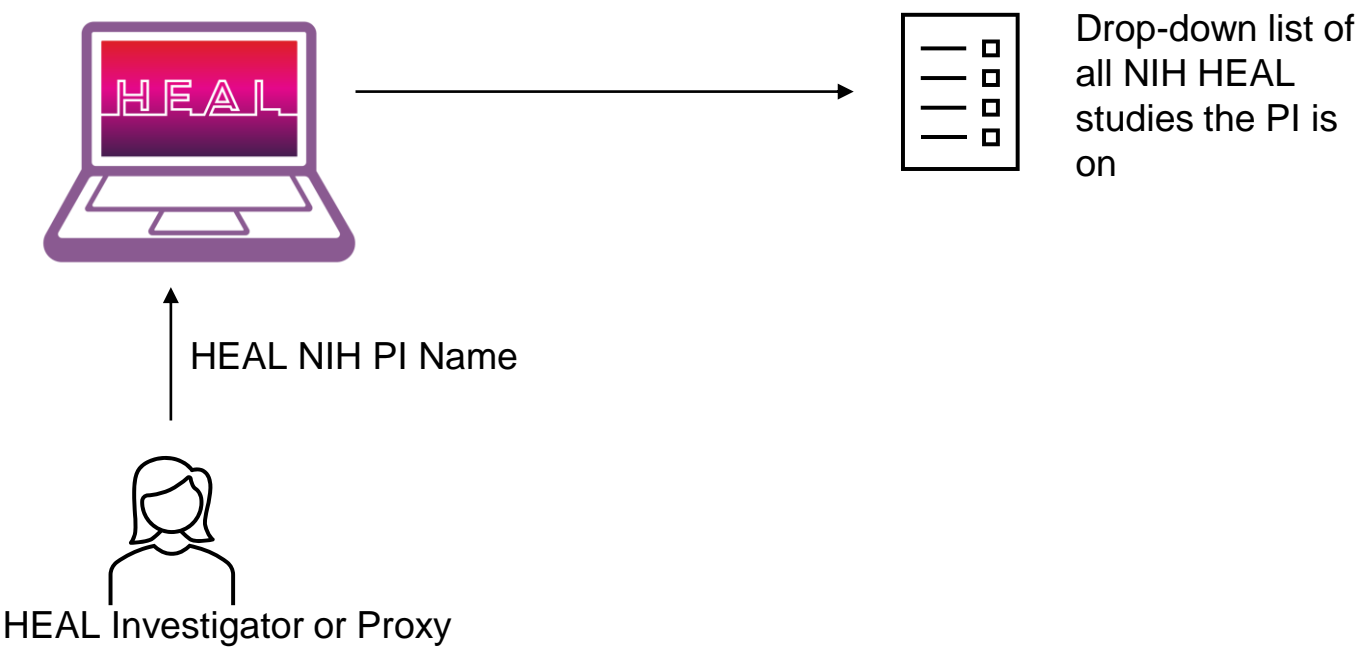 HEAL
Drop-down list of
all NIH HEAL
studies the PI is
on
HEAL NIH PI Name
HEAL Investigator or Proxy